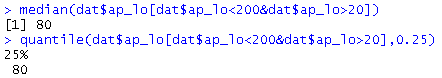 > median(dat$ap_lo[dat$ap_lo<200&dat$ap_lo>20])
[1] 80
> quantile(dat$ap_lo[dat$ap_lo<200&dat$ap_lo>20],0.25)
25%
 80